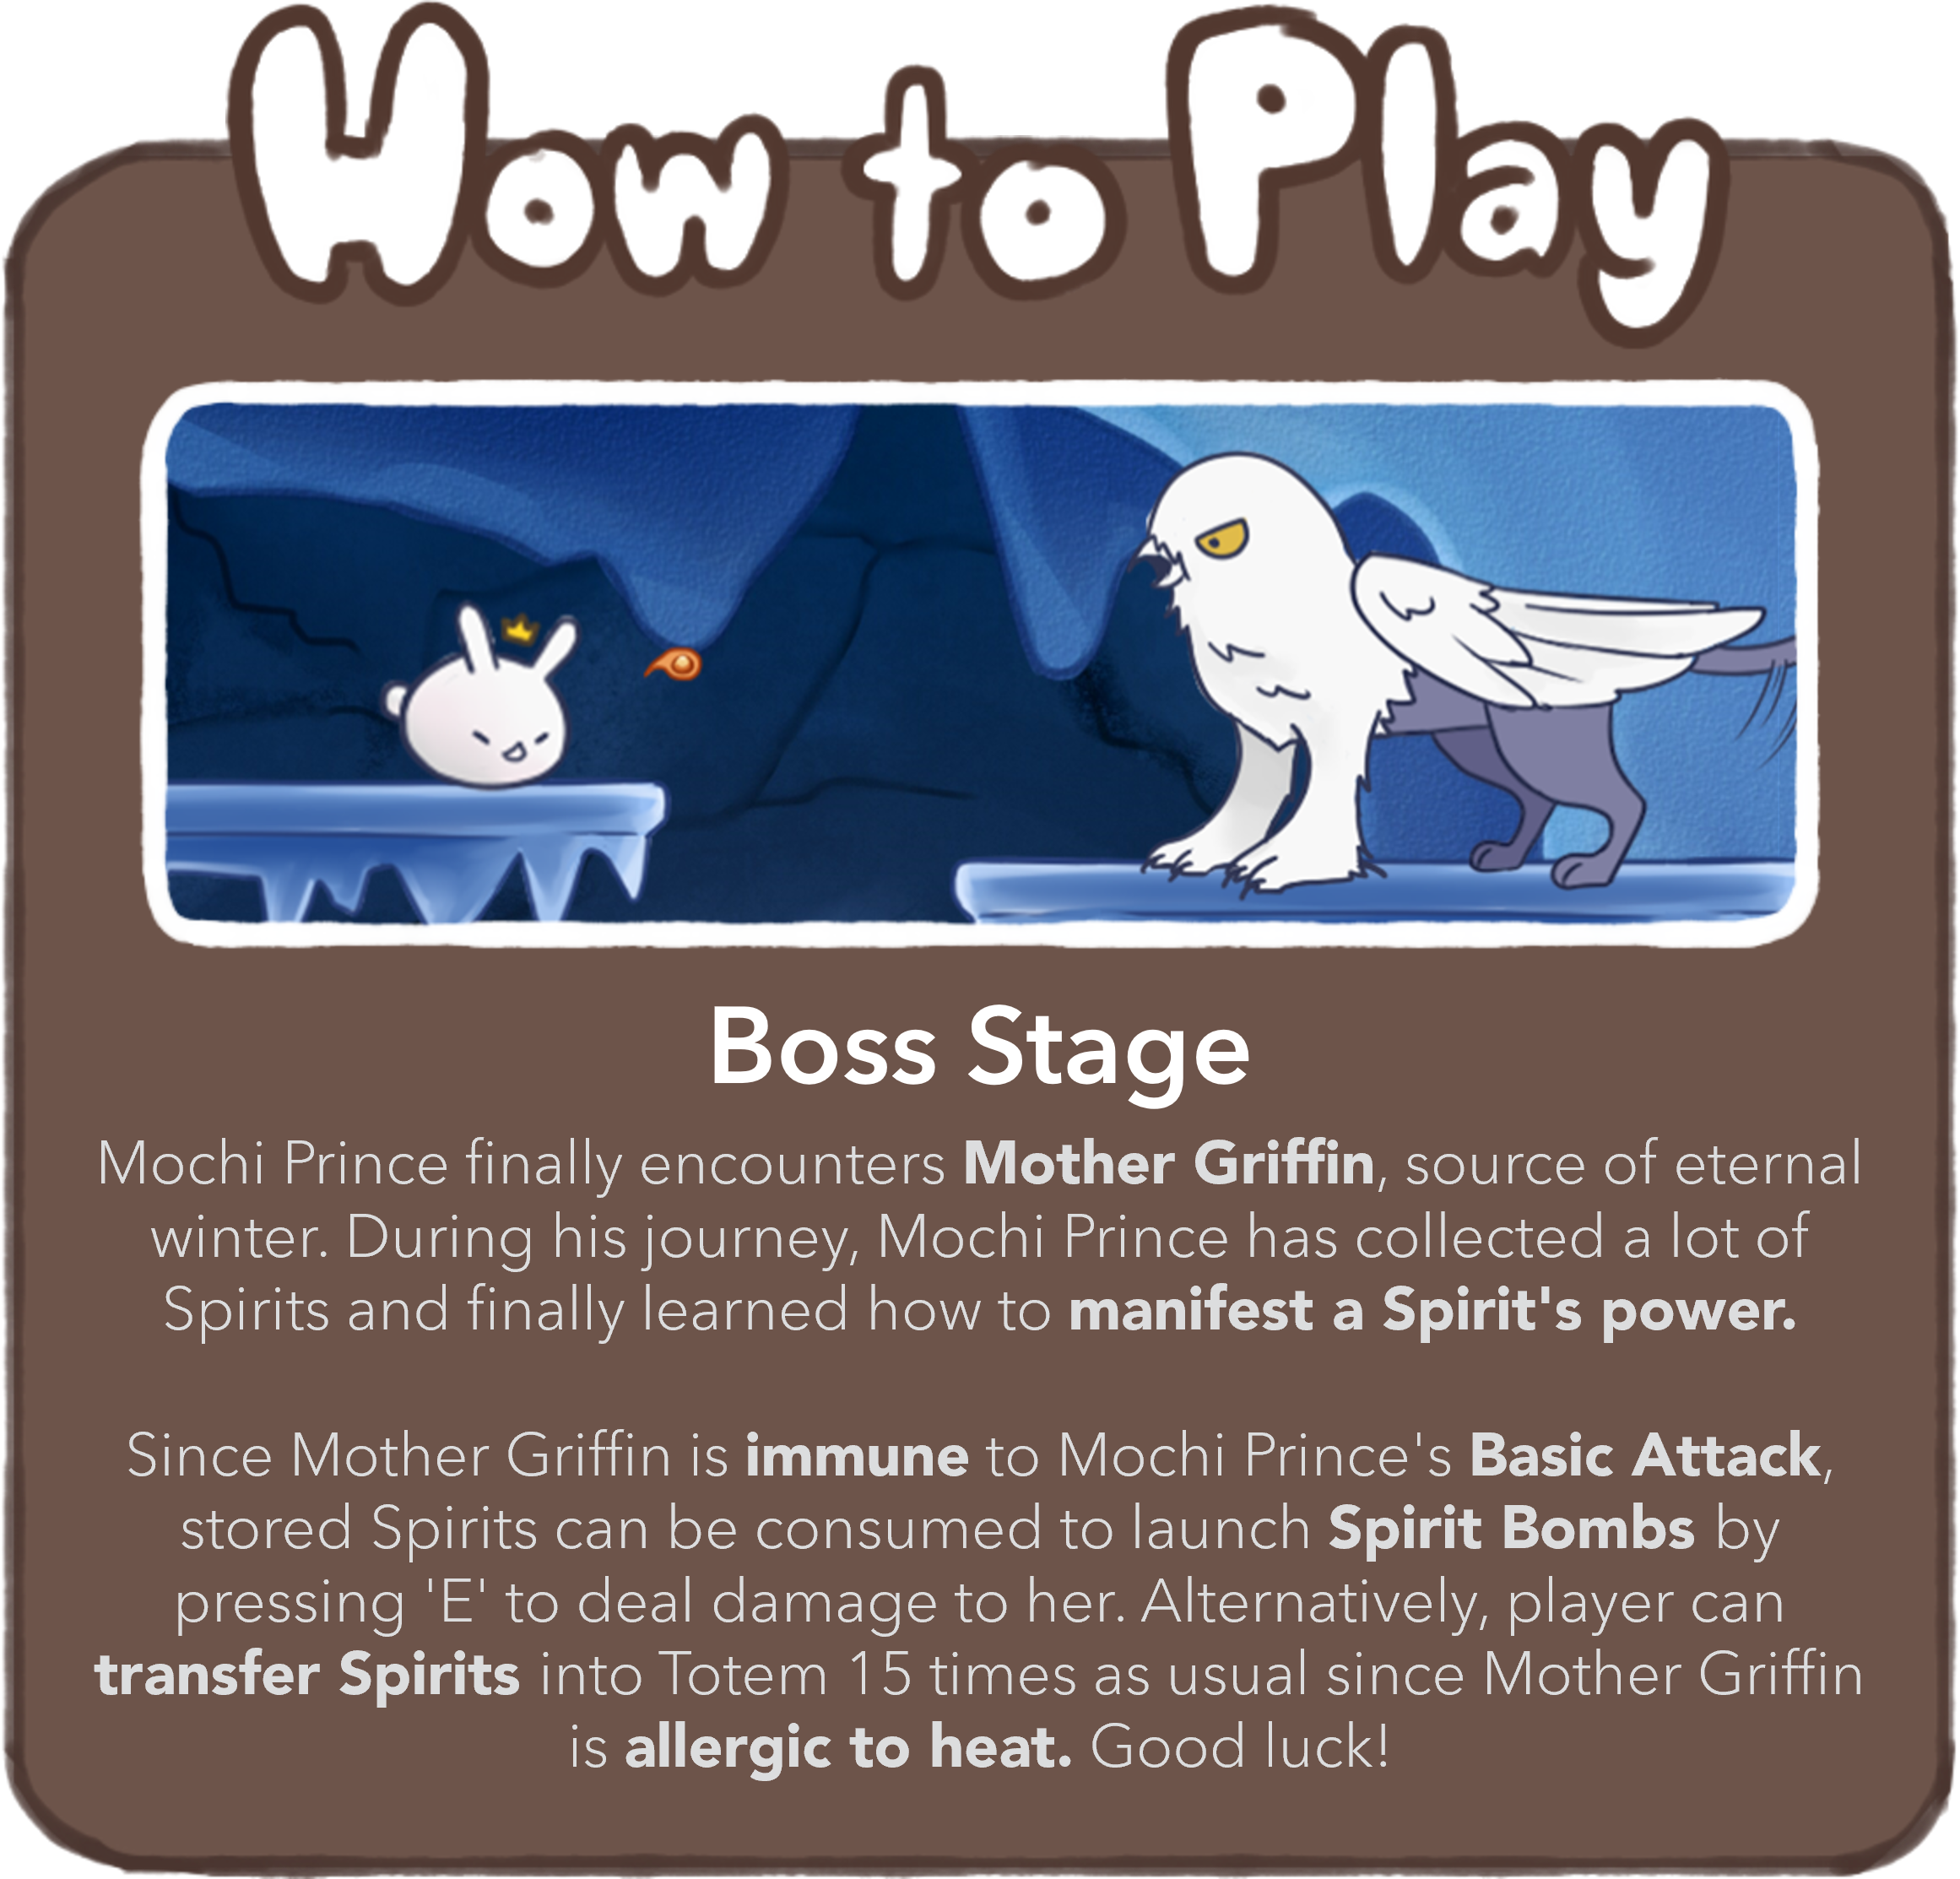 How to Play
Boss Stage
Mochi Prince finally encounters Mother Griffin, source of eternal
winter. During his journey, Mochi Prince has collected a lot of
Spirits and finally learned how to manifest a Spirit's power.
Since Mother Griffin is immune to Mochi Prince's Basic Attack,
stored Spirits can be consumed to launch Spirit Bombs by
pressing 'E' to deal damage to her. Alternatively, player can
transfer Spirits into Totem 15 times as usual since Mother Griffin
is allergic to heat. Good luck!